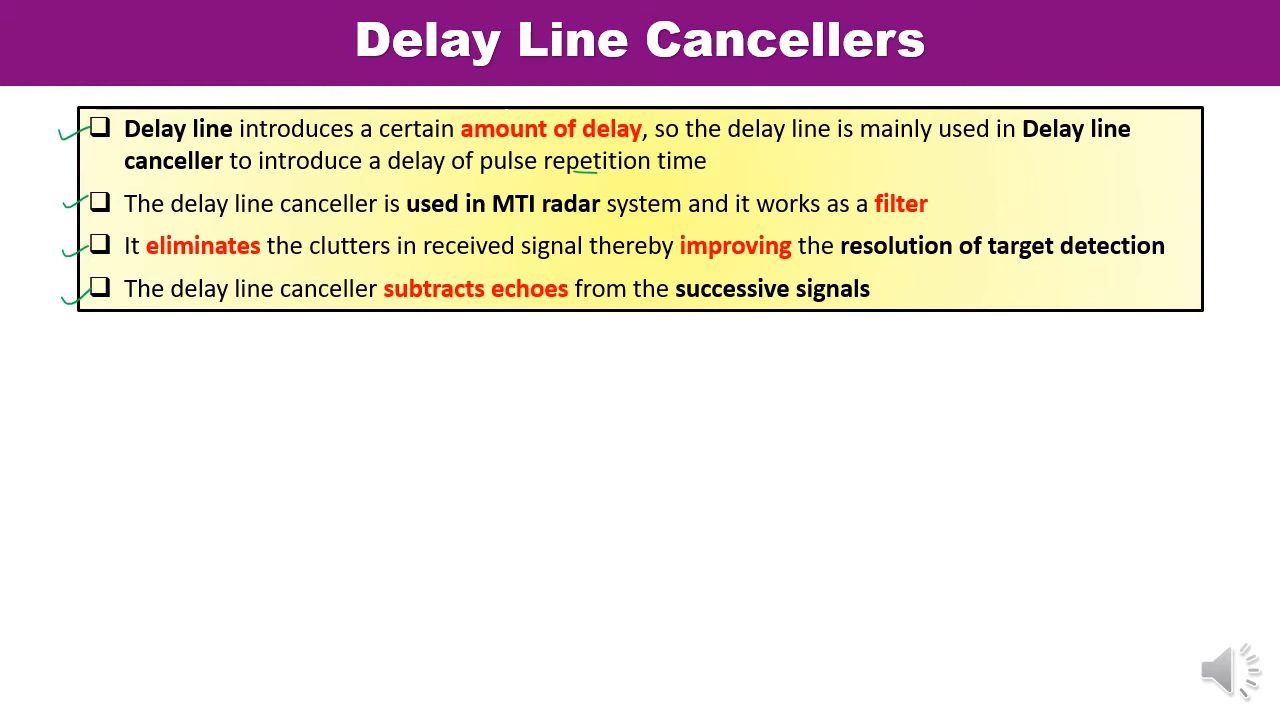 Delay Line Cancellers
Delay line introduces a certain amount of delay, so the delay line is mainly used in Delay line
canceller to introduce a delay of pulse repetition time
The delay line canceller is used in MTI radar system and it works as a filter
It eliminates the clutters in received signal thereby improving the resolution of target detection
The delay line canceller subtracts echoes from the successive signals